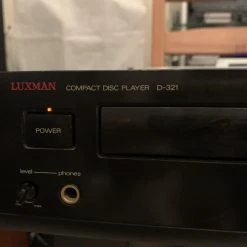 LUXMAN COMPACT DISC PLAYER D-321
POWER
level phones